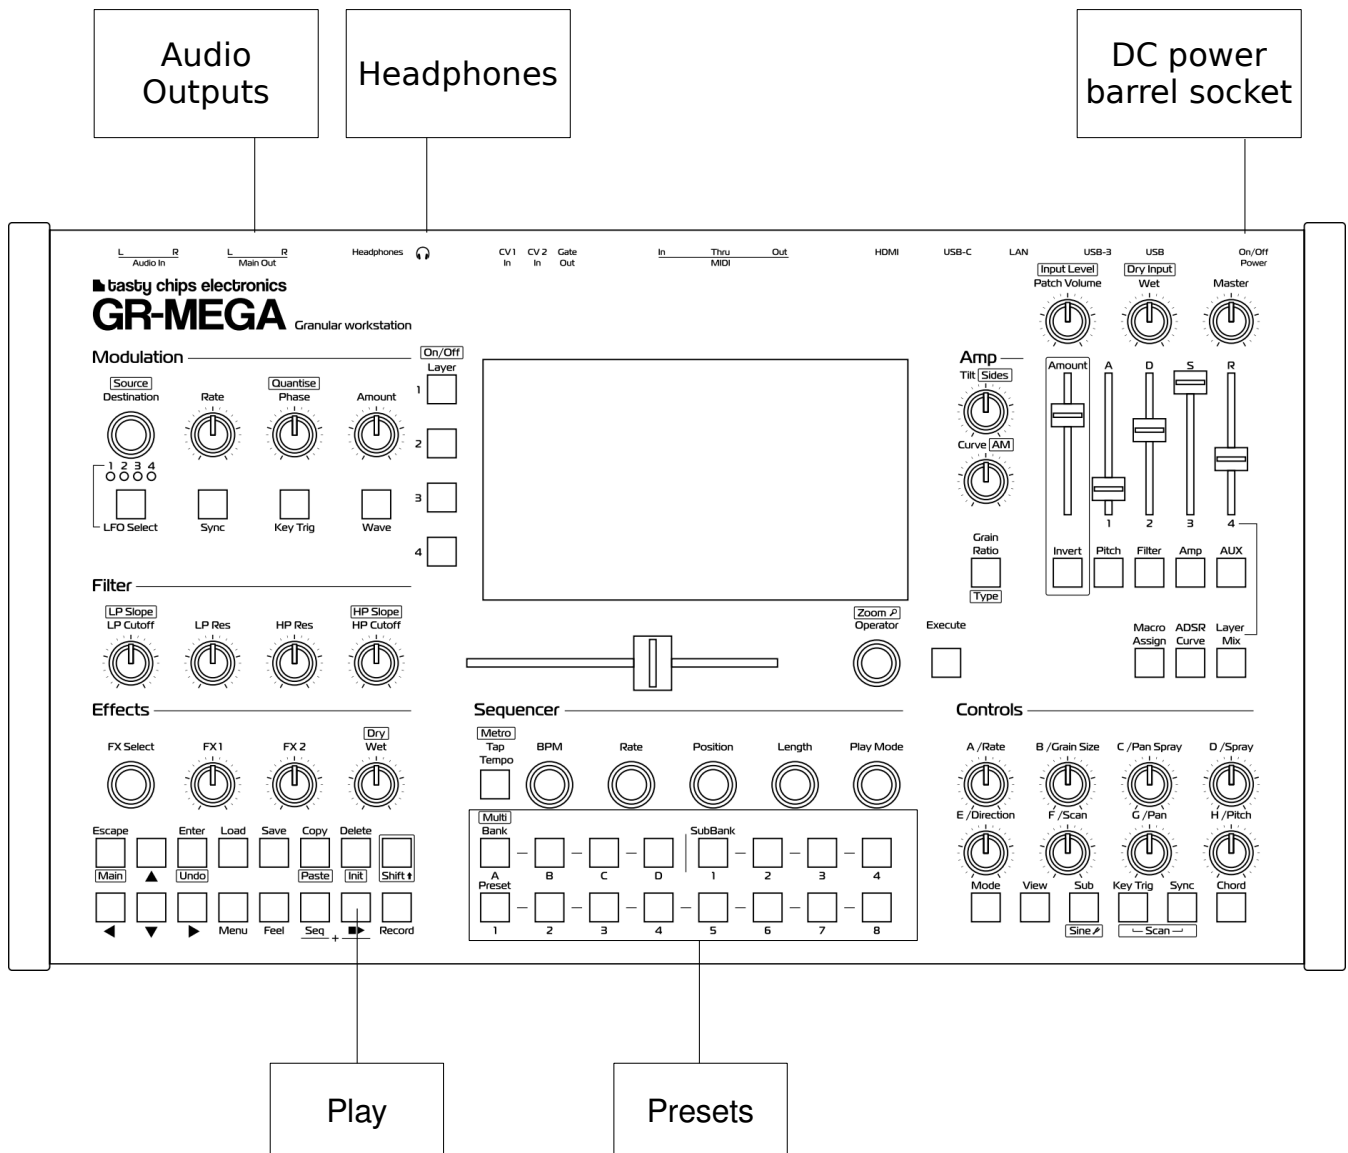 Audio
Outputs
Headphones
DC power
barrel socket
L R
Audio In
L R
Main Out
Headphones
CV1 CV 2 Gate
In In Out
In Thru Out
MIDI
HDMI
USB-C
LAN
USB-3
USB
On/Off
Power
tasty chips electronics
GR-MEGA Granular workstation
Input Level
Patch Volume
Dry Input
Wet
Master
Modulation
On/Off
Layer
1
2
3
4
Source
Destination
Rate
Quantise
Phase
Amount
1 2 3 4
LFO Select
Sync
Key Trig
Wave
Amp
Tilt Sides
Curve AM
Grain
Ratio
Type
Amount A D S R
1 2 3 4
Invert Pitch Filter Amp AUX
Macro
Assign
ADSR
Curve
Layer
Mix
Filter
LP Slope
LP Cutoff
LP Res
HP Res
HP Slope
HP Cutoff
Zoom
Operator
Execute
Effects
FX Select
FX 1
FX 2
Dry
Wet
Sequencer
Metro
Tap
Tempo
BPM
Rate
Position
Length
Play Mode
Controls
A /Rate
B /Grain Size
C /Pan Spray
D /Spray
E /Direction
F /Scan
G /Pan
H /Pitch
Escape Enter Load Save Copy Delete
Main ▲ Undo Paste Init Shift ⬆
◀ ▼ ▶ Menu Feel Seq ■▶ Record
+
Multi
Bank
SubBank
A B C D 1 2 3 4
Preset
1 2 3 4 5 6 7 8
Mode View Sub Key Trig Sync Chord
Sine
Scan
Play
Presets